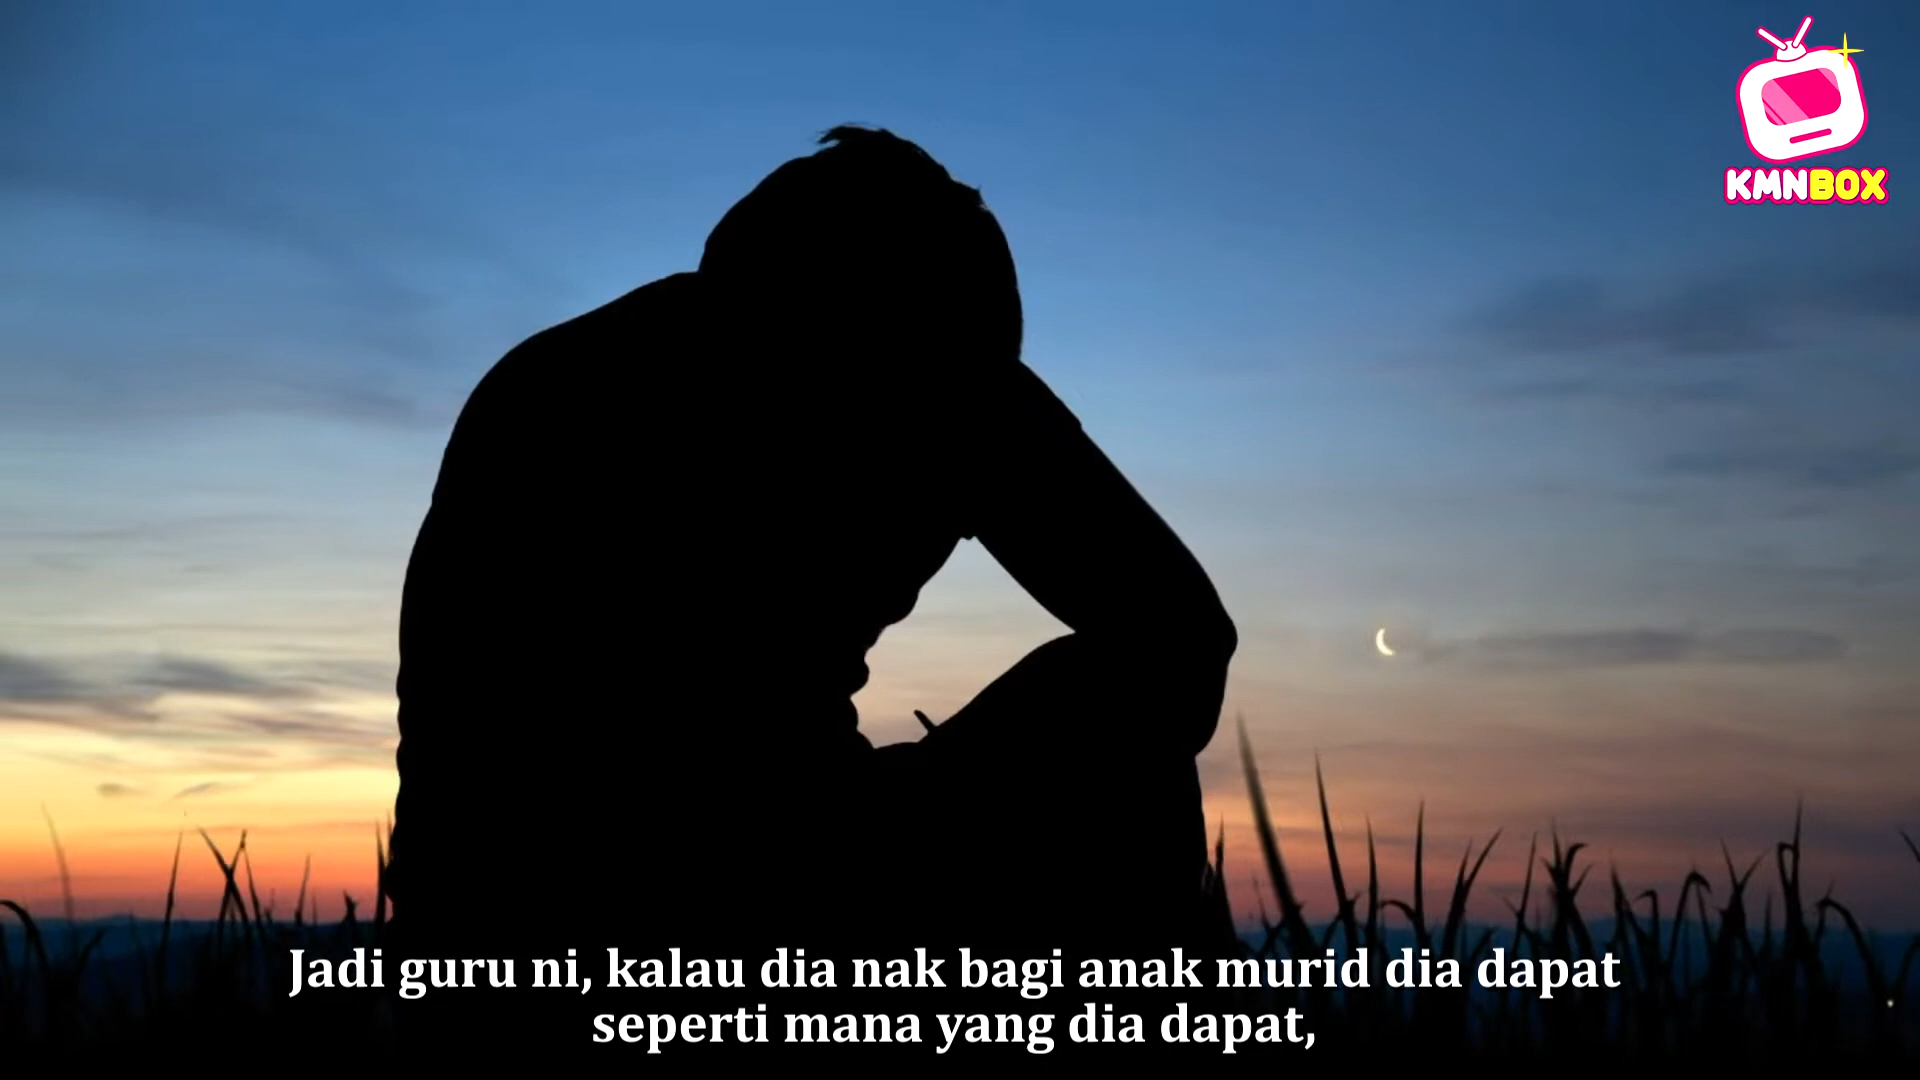 KMNBOX
Jadi guru ni, kalau dia nak bagi anak murid dia dapat
seperti mana yang dia dapat,